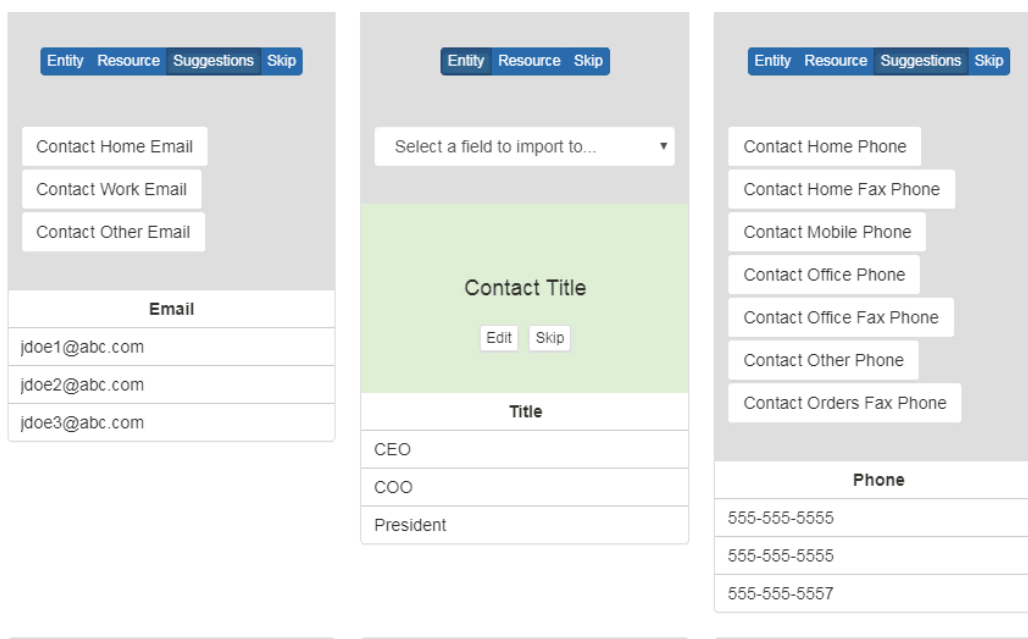 Entity Resource Suggestions Skip
Contact Home Email
Contact Work Email
Contact Other Email
Email
jdoe1@abc.com
jdoe2@abc.com
jdoe3@abc.com
Entity Resource Skip
Select a field to import to...
Contact Title
Edit Skip
Title
CEO
COO
President
Entity Resource Suggestions Skip
Contact Home Phone
Contact Home Fax Phone
Contact Mobile Phone
Contact Office Phone
Contact Office Fax Phone
Contact Other Phone
Contact Orders Fax Phone
Phone
555-555-5555
555-555-5555
555-555-5557